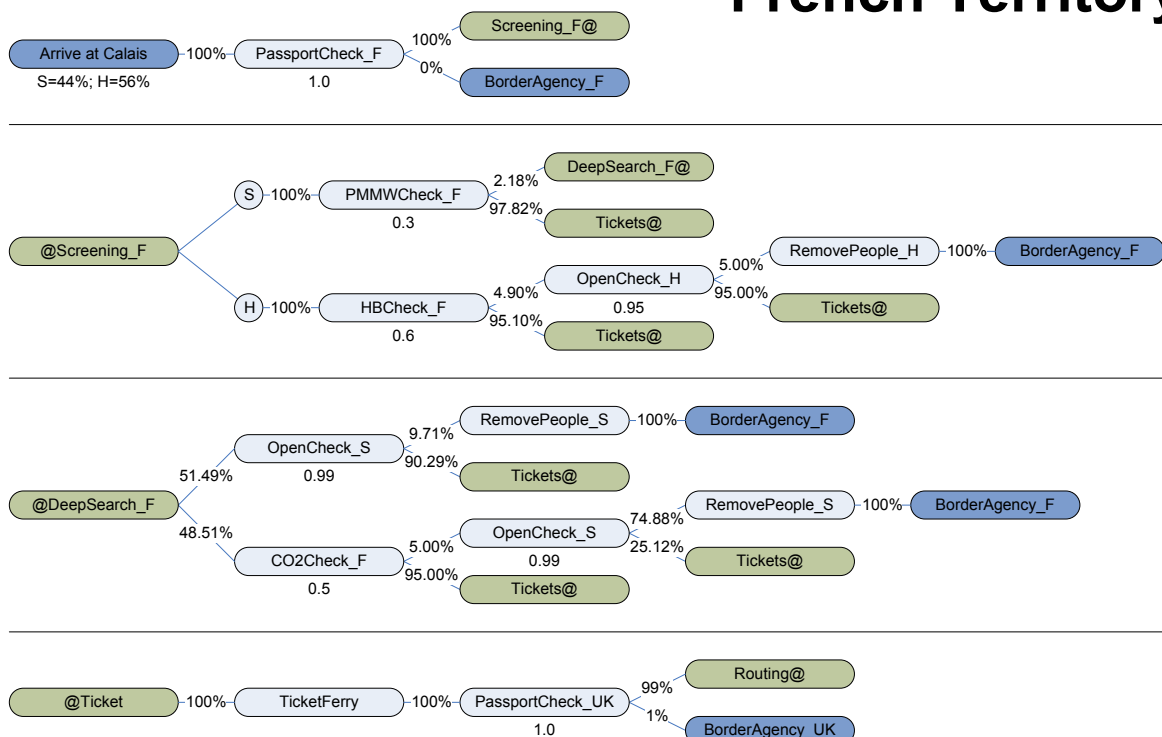 French Territory
Screening_F@
100%
Arrive at Calais 100% PassportCheck_F
0%
S=44%; H=56% 1.0 BorderAgency_F
DeepSearch_F@
2.18%
S 100% PMMWCheck_F
97.82%
0.3 Tickets@
@Screening_F
RemovePeople_H 100% BorderAgency_F
5.00%
OpenCheck_H
4.90%
95.00%
H 100% HBCheck_F
0.95 Tickets@
95.10%
0.6 Tickets@
RemovePeople_S 100% BorderAgency_F
9.71%
OpenCheck_S
90.29%
51.49% 0.99 Tickets@
@DeepSearch_F
RemovePeople_S 100% BorderAgency_F
74.88%
48.51% OpenCheck_S
5.00%
25.12%
CO2Check_F 0.99 Tickets@
95.00%
0.5 Tickets@
Routing@
99%
@Ticket 100% TicketFerry 100% PassportCheck_UK
1%
1.0 BorderAgency_UK